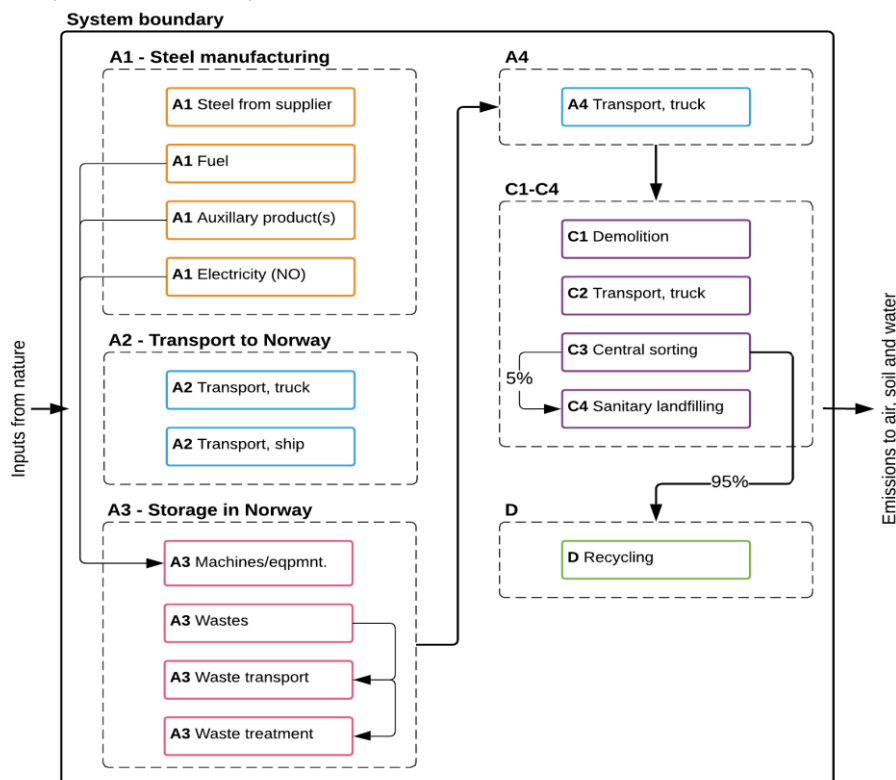 System boundary
A1 - Steel manufacturing
A1 Steel from supplier
A1 Fuel
A1 Auxillary product(s)
A1 Electricity (NO)
A2 - Transport to Norway
A2 Transport, truck
A2 Transport, ship
A3 - Storage in Norway
A3 Machines/eqpmnt.
A3 Wastes
A3 Waste transport
A3 Waste treatment
A4
A4 Transport, truck
C1-C4
C1 Demolition
C2 Transport, truck
C3 Central sorting
5%
C4 Sanitary landfilling
95%
D
D Recycling
Inputs from nature
Emissions to air, soil and water